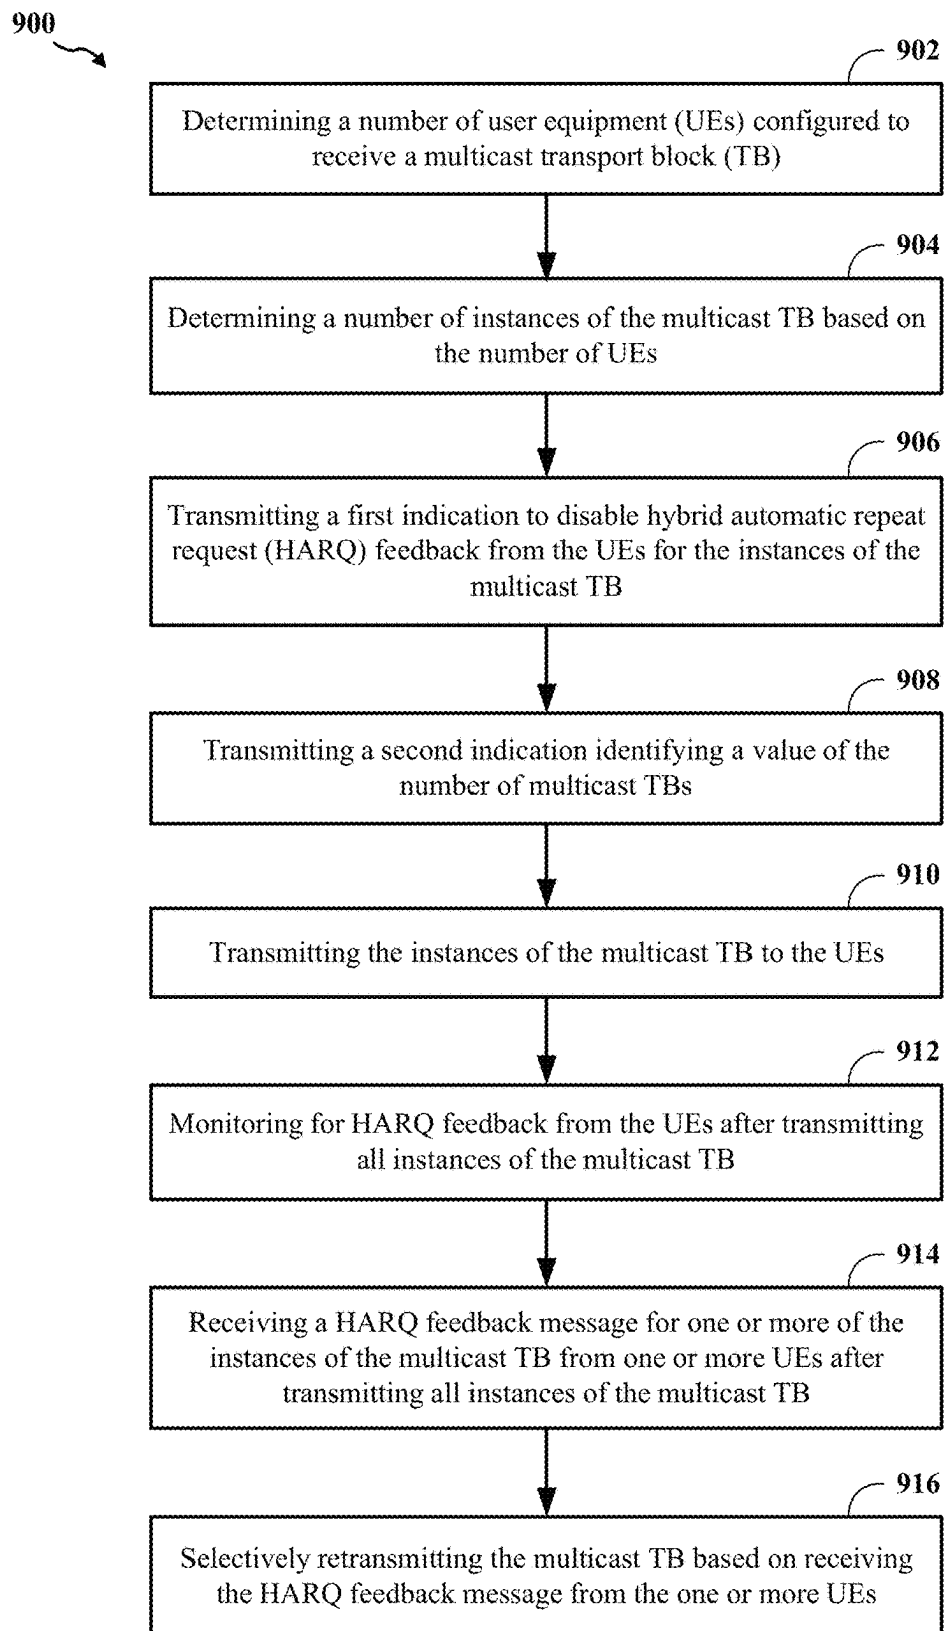 900
902
Determining a number of user equipment (UEs) configured to
receive a multicast transport block (TB)
904
Determining a number of instances of the multicast TB based on
the number of UEs
906
Transmitting a first indication to disable hybrid automatic repeat
request (HARQ) feedback from the UEs for the instances of the
multicast TB
908
Transmitting a second indication identifying a value of the
number of multicast TBs
910
Transmitting the instances of the multicast TB to the UEs
912
Monitoring for HARQ feedback from the UEs after transmitting
all instances of the multicast TB
914
Receiving a HARQ feedback message for one or more of the
instances of the multicast TB from one or more UEs after
transmitting all instances of the multicast TB
916
Selectively retransmitting the multicast TB based on receiving
the HARQ feedback message from the one or more UEs